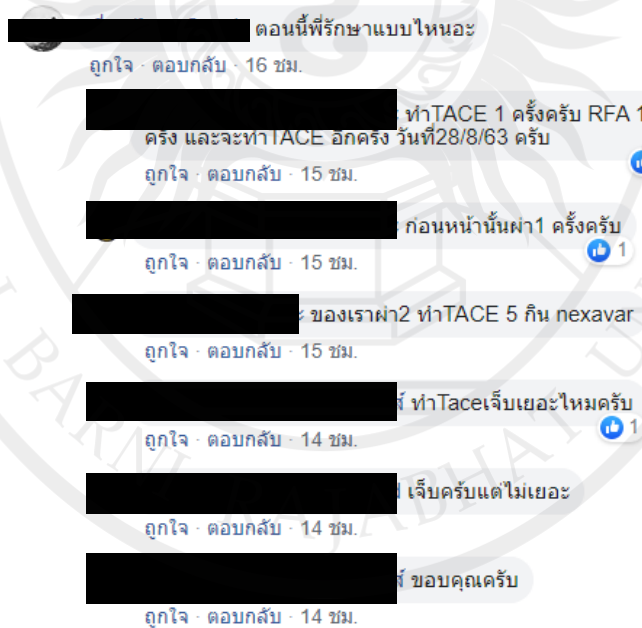 ตอนนี้พี่รักษาแบบไหนอะ
ถูกใจ · ตอบกลับ · 16 ชม.
ทำTACE 1 ครั้งครับ RFA 1
ครั้ง และจะทำTACE อีกครั้ง วันที่28/8/63 ครับ
ถูกใจ · ตอบกลับ · 15 ชม.
ก่อนหน้านั้นผ่า1 ครั้งครับ
1
ถูกใจ · ตอบกลับ · 15 ชม.
ของเราผ่า2 ทำTACE 5 กิน nexavar
ถูกใจ · ตอบกลับ · 15 ชม.
ทำTaceเจ็บเยอะไหมครับ
1
ถูกใจ · ตอบกลับ · 14 ชม.
เจ็บครับแต่ไม่เยอะ
ถูกใจ · ตอบกลับ · 14 ชม.
ขอบคุณครับ
ถูกใจ · ตอบกลับ · 14 ชม.
BARNI RAJABHAT U